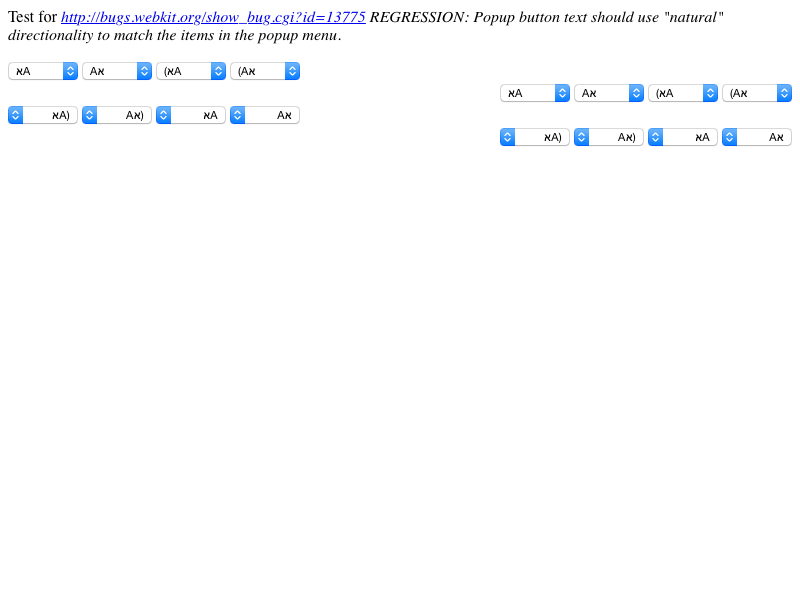 Test for http://bugs.webkit.org/show_bug.cgi?id=13775 REGRESSION: Popup button text should use "natural"
directionality to match the items in the popup menu.
אA Aא (אA (Aא
אA Aא (אA (Aא
אA) Aא) אA Aא
אA) Aא) אA Aא